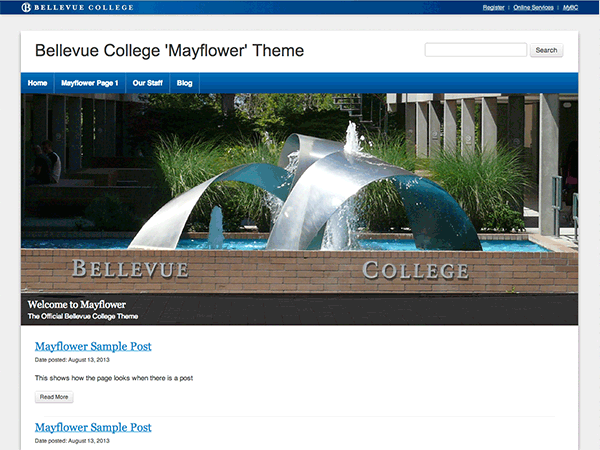 BELLEVUE COLLEGE
Register | Online Services | MyBC
Bellevue College 'Mayflower' Theme
Search
Home Mayflower Page 1 Our Staff Blog
BELLEVUE COLLEGE
Welcome to Mayflower
The Official Bellevue College Theme
Mayflower Sample Post
Date posted: August 13, 2013
This shows how the page looks when there is a post
Read More
Mayflower Sample Post
Date posted: August 13, 2013